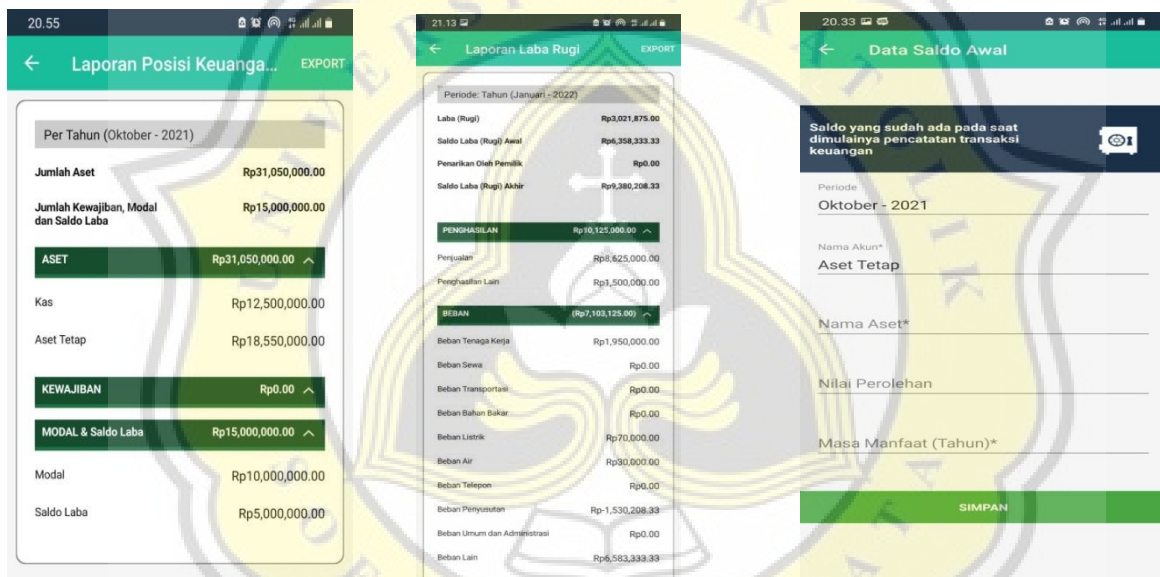 20.55
Laporan Posisi Keuanga... EXPORT
Per Tahun (Oktober - 2021)
Jumlah Aset Rp31,050,000.00
Jumlah Kewajiban, Modal Rp15,000,000.00
dan Saldo Laba
ASET Rp31,050,000.00
Kas Rp12,500,000.00
Aset Tetap Rp18,550,000.00
KEWAJIBAN Rp0.00
MODAL & Saldo Laba Rp15,000,000.00
Modal Rp10,000,000.00
Saldo Laba Rp5,000,000.00
21.13
Laporan Laba Rugi EXPORT
Periode: Tahun (Januari - 2022)
Laba (Rugi) Rp3,021,875.00
Saldo Laba (Rugi) Awal Rp6,358,333.33
Penarikan Oleh Pemilik Rp0.00
Saldo Laba (Rugi) Akhir Rp9,380,208.33
PENGHASILAN Rp10,125,000.00
Penjualan Rp8,625,000.00
Penghasilan Lain Rp1,500,000.00
BEBAN (Rp7,103,125.00)
Beban Tenaga Kerja Rp1,950,000.00
Beban Sewa Rp0.00
Beban Transportasi Rp0.00
Beban Bahan Bakar Rp0.00
Beban Listrik Rp70,000.00
Beban Air Rp30,000.00
Beban Telepon Rp0.00
Beban Penyusutan Rp-1,530,208.33
Beban Umum dan Administrasi Rp0.00
Beban Lain Rp6,583,333.33
20.33
Data Saldo Awal
Saldo yang sudah ada pada saat
dimulainya pencatatan transaksi
keuangan
Periode
Oktober - 2021
Nama Akun*
Aset Tetap
Nama Aset*
Nilai Perolehan
Masa Manfaat (Tahun)*
SIMPAN